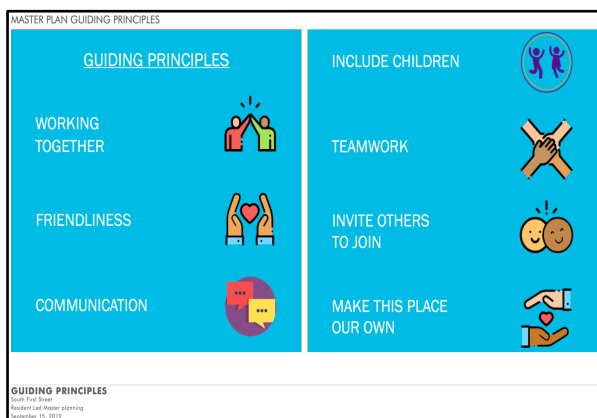 MASTER PLAN GUIDING PRINCIPLES
GUIDING PRINCIPLES
WORKING
TOGETHER
FRIENDLINESS
COMMUNICATION
INCLUDE CHILDREN
TEAMWORK
INVITE OTHERS
TO JOIN
MAKE THIS PLACE
OUR OWN
GUIDING PRINCIPLES
South First Street
Resident Led Master planning
September 15, 2019